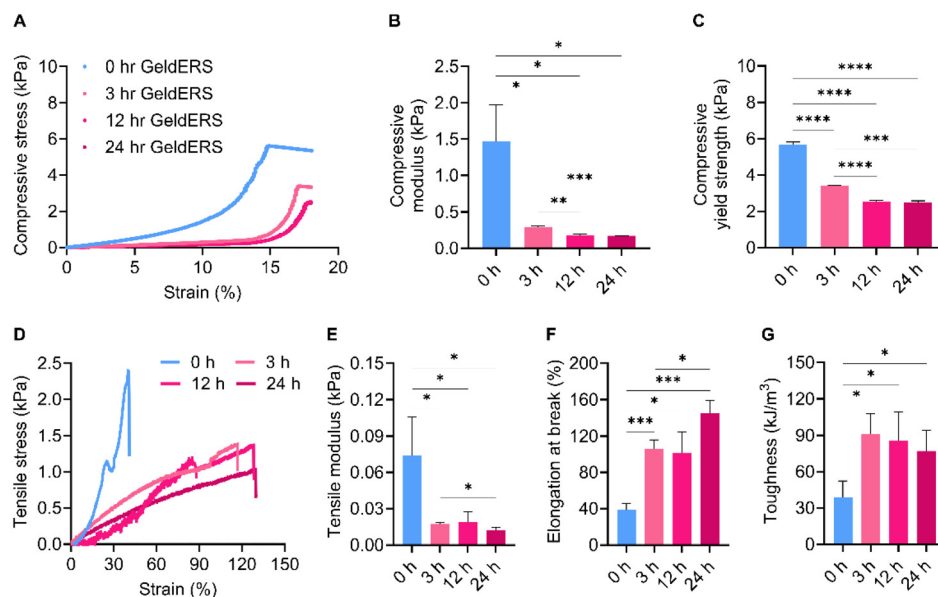 A
Compressive stress (kPa)
10
8
6
4
2
0
0 hr GeldERS
3 hr GeldERS
12 hr GeldERS
24 hr GeldERS
0 5 10 15 20
Strain (%)
B
Compressive
modulus (kPa)
2.5
2.0
1.5
1.0
0.5
0.0
*
*
*
***
**
0 h 3 h 12 h 24 h
C
Compressive
yield strength (kPa)
10
8
6
4
2
0
****
****
**** ***
****
0 h 3 h 12 h 24 h
D
Tensile stress (kPa)
2.5
2.0
1.5
1.0
0.5
0.0
0 h 3 h
12 h 24 h
0 30 60 90 120 150
Strain (%)
E
Tensile modulus (kPa)
0.15
0.12
0.09
0.06
0.03
0.00
*
*
*
*
0 h 3 h 12 h 24 h
F
Elongation at break (%)
200
160
120
80
40
0
*
***
*
***
0 h 3 h 12 h 24 h
G
Toughness (kJ/m³)
150
120
90
60
30
0
*
*
*
0 h 3 h 12 h 24 h